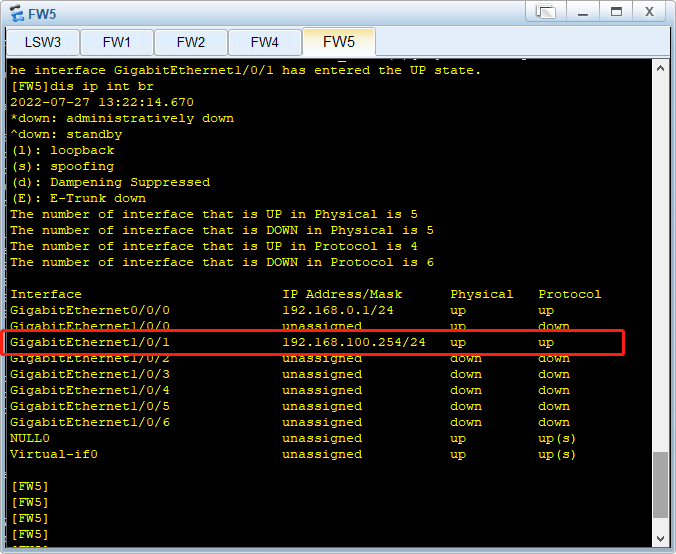 FW5
LSW3 FW1 FW2 FW4 FW5
he interface GigabitEthernet1/0/1 has entered the UP state.
[FW5]dis ip int br
2022-07-27 13:22:14.670
*down: administratively down
^down: standby
(l): loopback
(s): spoofing
(d): Dampening Suppressed
(E): E-Trunk down
The number of interface that is UP in Physical is 5
The number of interface that is DOWN in Physical is 5
The number of interface that is UP in Protocol is 4
The number of interface that is DOWN in Protocol is 6
Interface IP Address/Mask Physical Protocol
GigabitEthernet0/0/0 192.168.0.1/24 up up
GigabitEthernet1/0/0 unassigned up down
GigabitEthernet1/0/1 192.168.100.254/24 up up
GigabitEthernet1/0/2 unassigned down down
GigabitEthernet1/0/3 unassigned down down
GigabitEthernet1/0/4 unassigned down down
GigabitEthernet1/0/5 unassigned down down
GigabitEthernet1/0/6 unassigned down down
NULL0 unassigned up up(s)
Virtual-if0 unassigned up up(s)
[FW5]
[FW5]
[FW5]
[FW5]